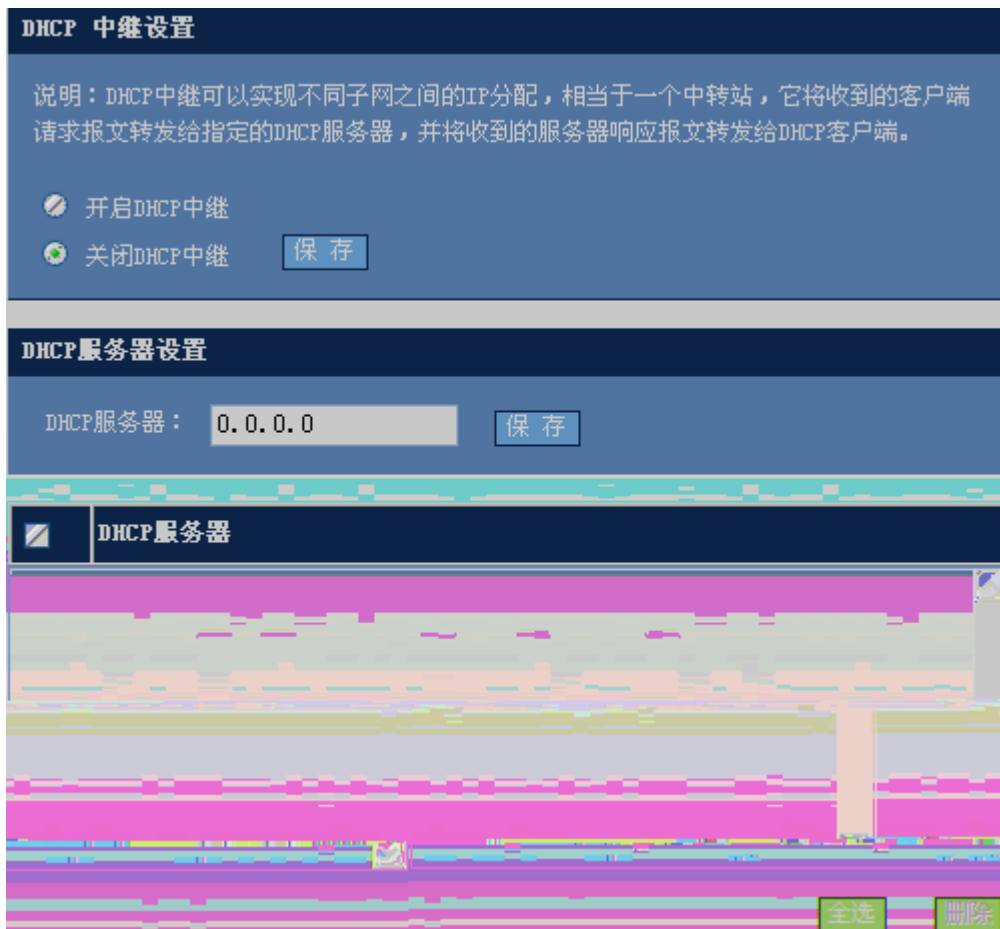 DHCP 中继设置
说明：DHCP中继可以实现不同子网之间的IP分配，相当于一个中转站，它将收到的客户端
请求报文转发给指定的DHCP服务器，并将收到的服务器响应报文转发给DHCP客户端。
开启DHCP中继
关闭DHCP中继 保 存
DHCP服务器设置
DHCP服务器： 0.0.0.0 保 存
DHCP服务器
全选 删除